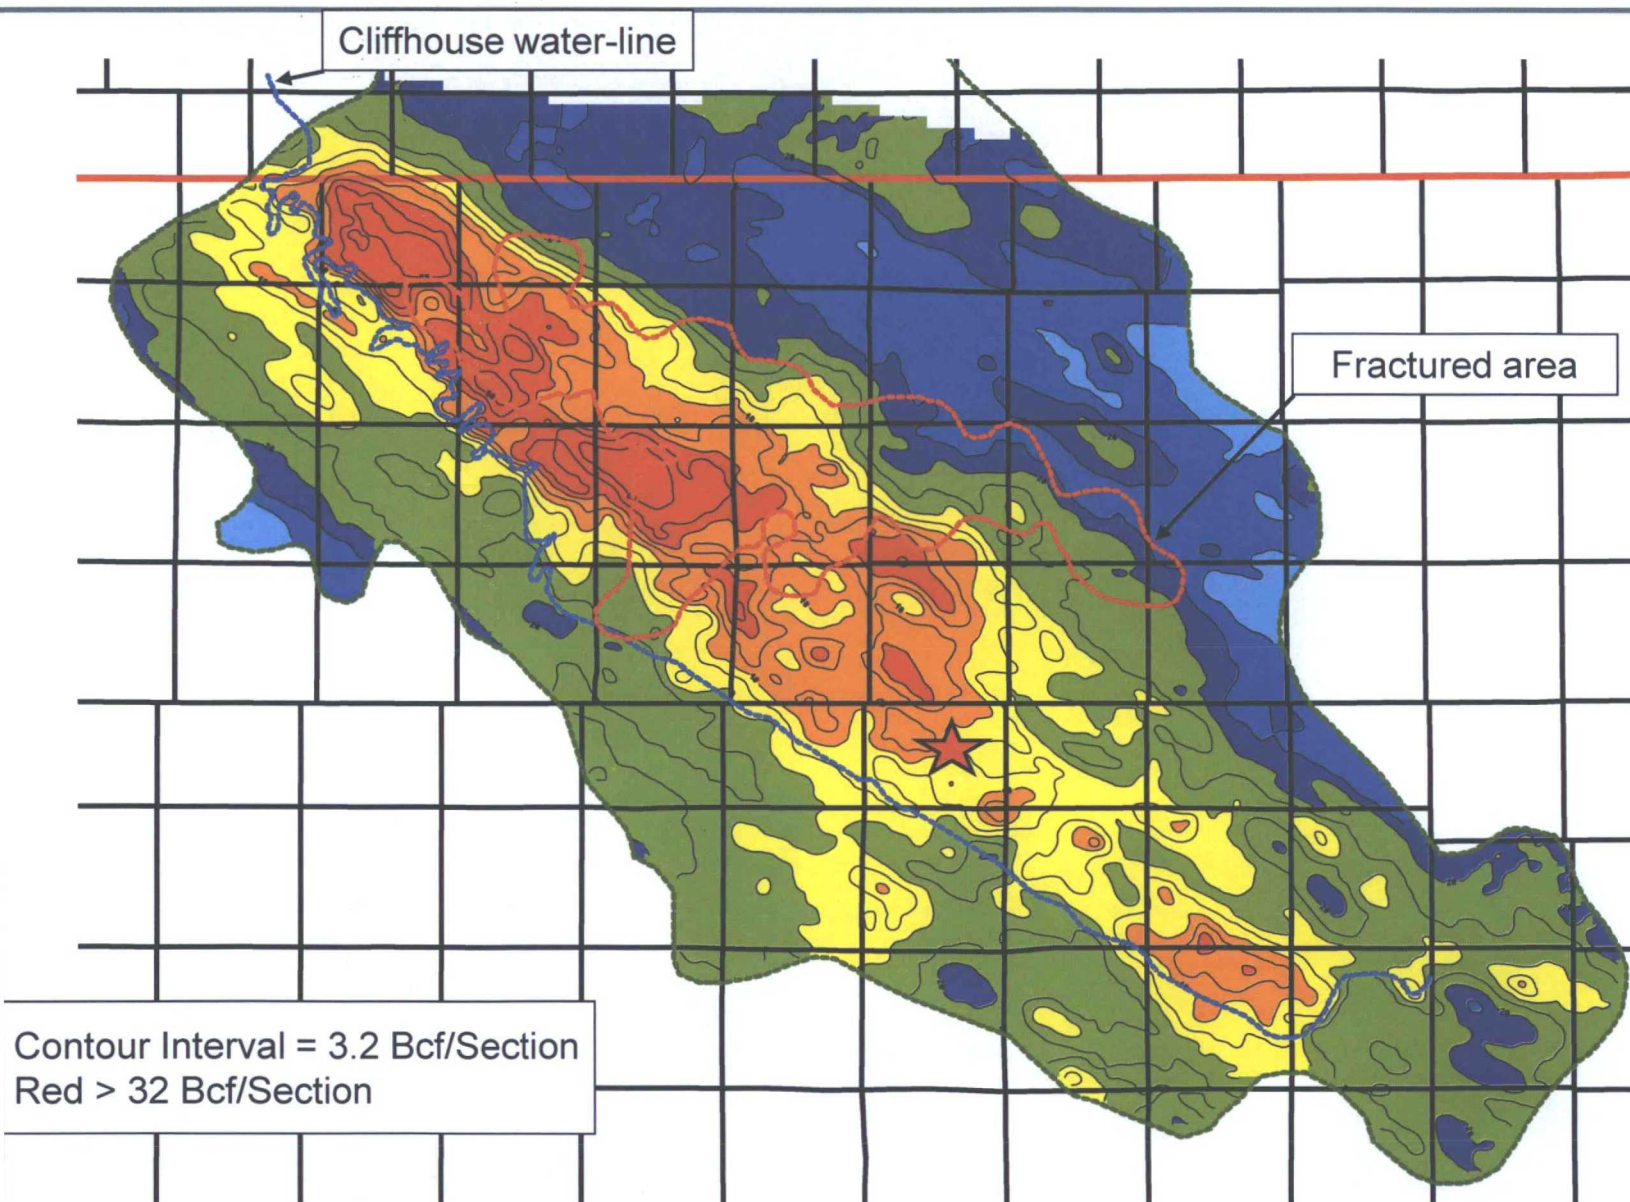 Cliffhouse water-line
Fractured area
Contour Interval = 3.2 Bcf/Section
Red > 32 Bcf/Section